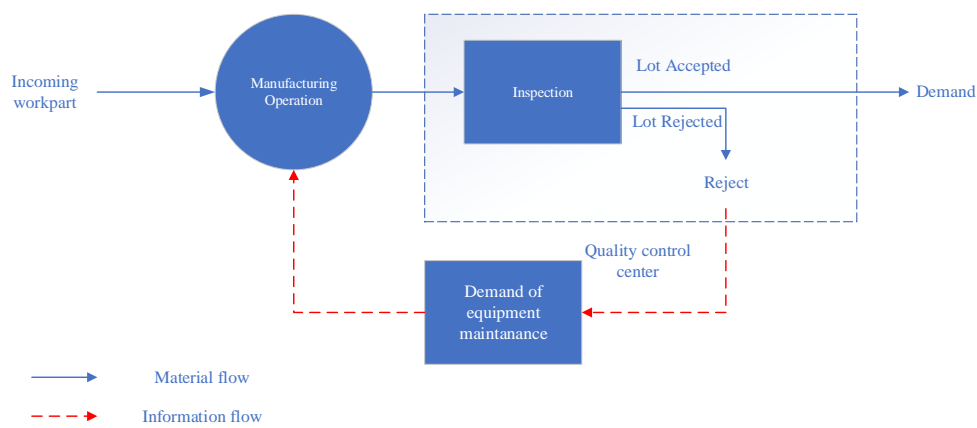 Incoming
workpart
Manufacturing
Operation
Inspection
Lot Accepted
Lot Rejected
Demand
Reject
Quality control
center
Demand of
equipment
maintanance
Material flow
Information flow